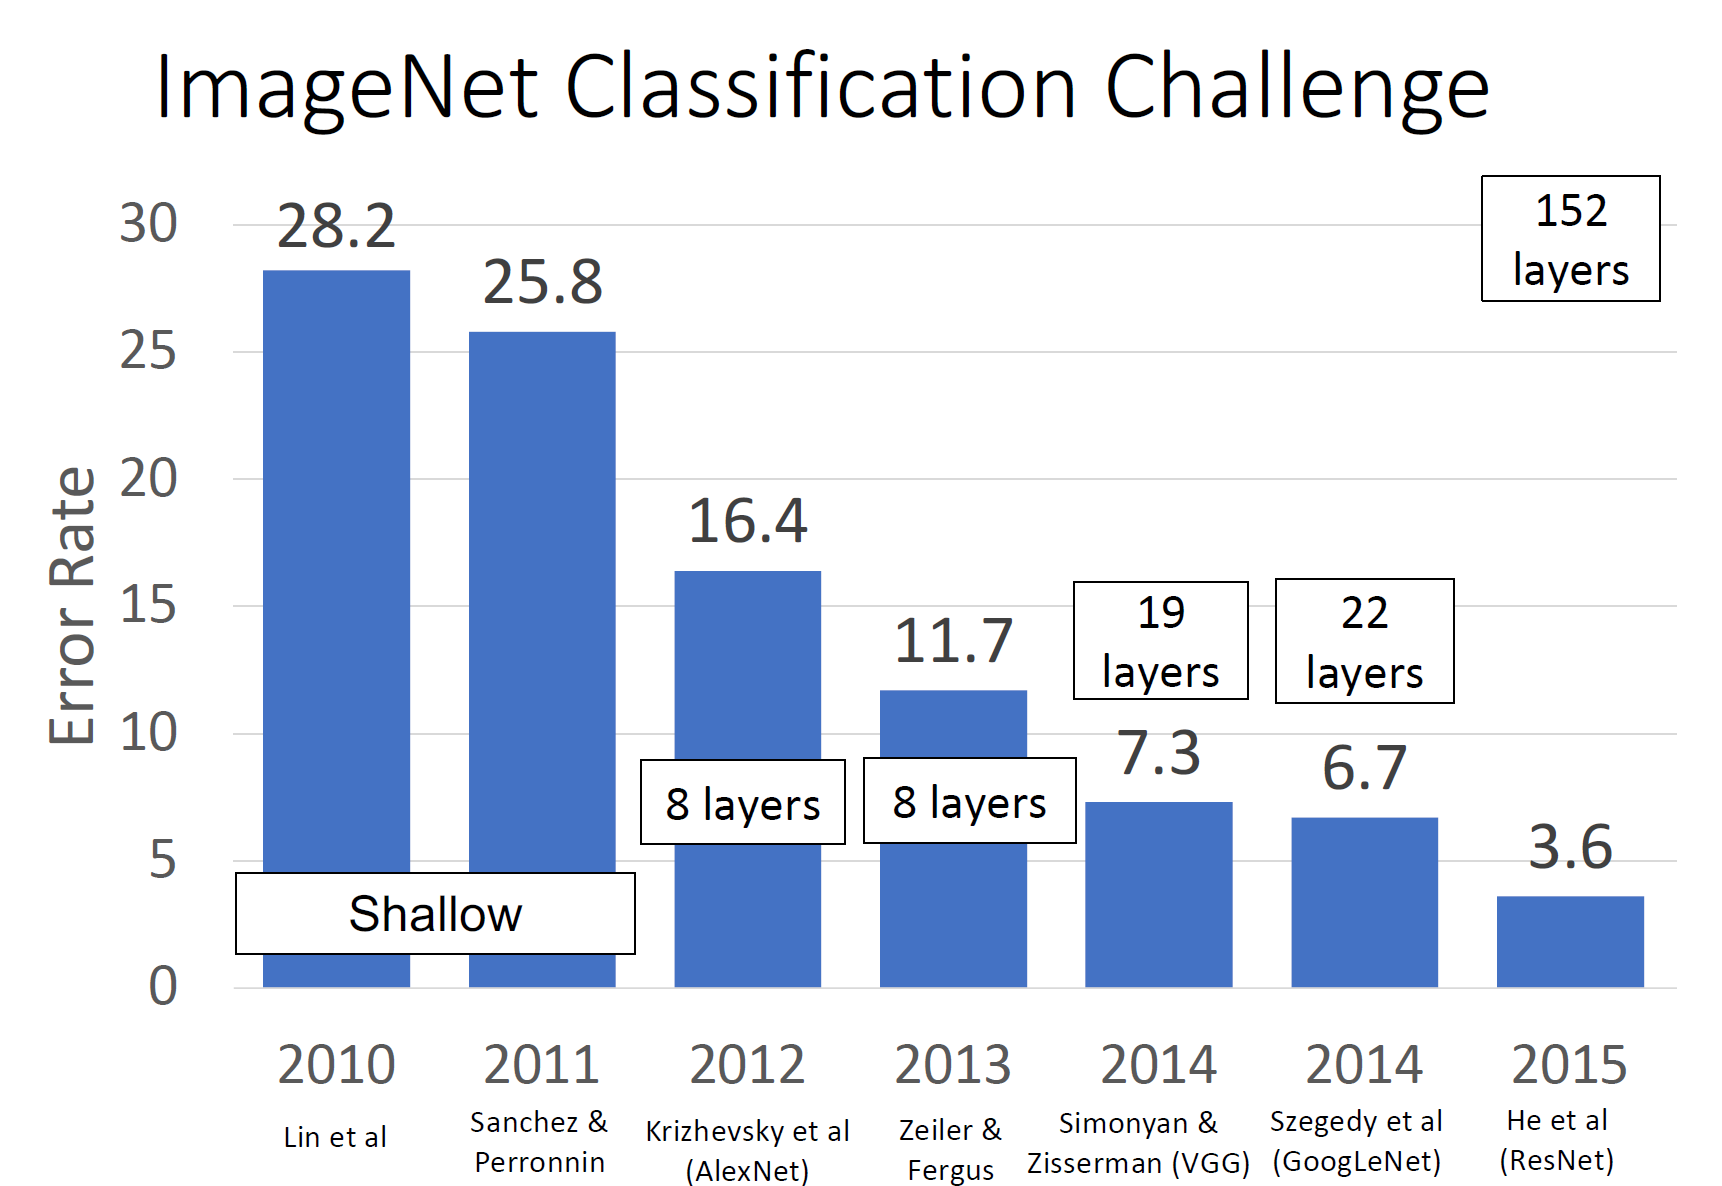 ImageNet Classification Challenge
Error Rate
30
25
20
15
10
5
0
28.2
25.8
16.4
11.7
7.3
6.7
3.6
Shallow
8 layers
8 layers
19
layers
22
layers
152
layers
2010
Lin et al
2011
Sanchez &
Perronnin
2012
Krizhevsky et al
(AlexNet)
2013
Zeiler &
Fergus
2014
Simonyan &
Zisserman (VGG)
2014
Szegedy et al
(GoogLeNet)
2015
He et al
(ResNet)